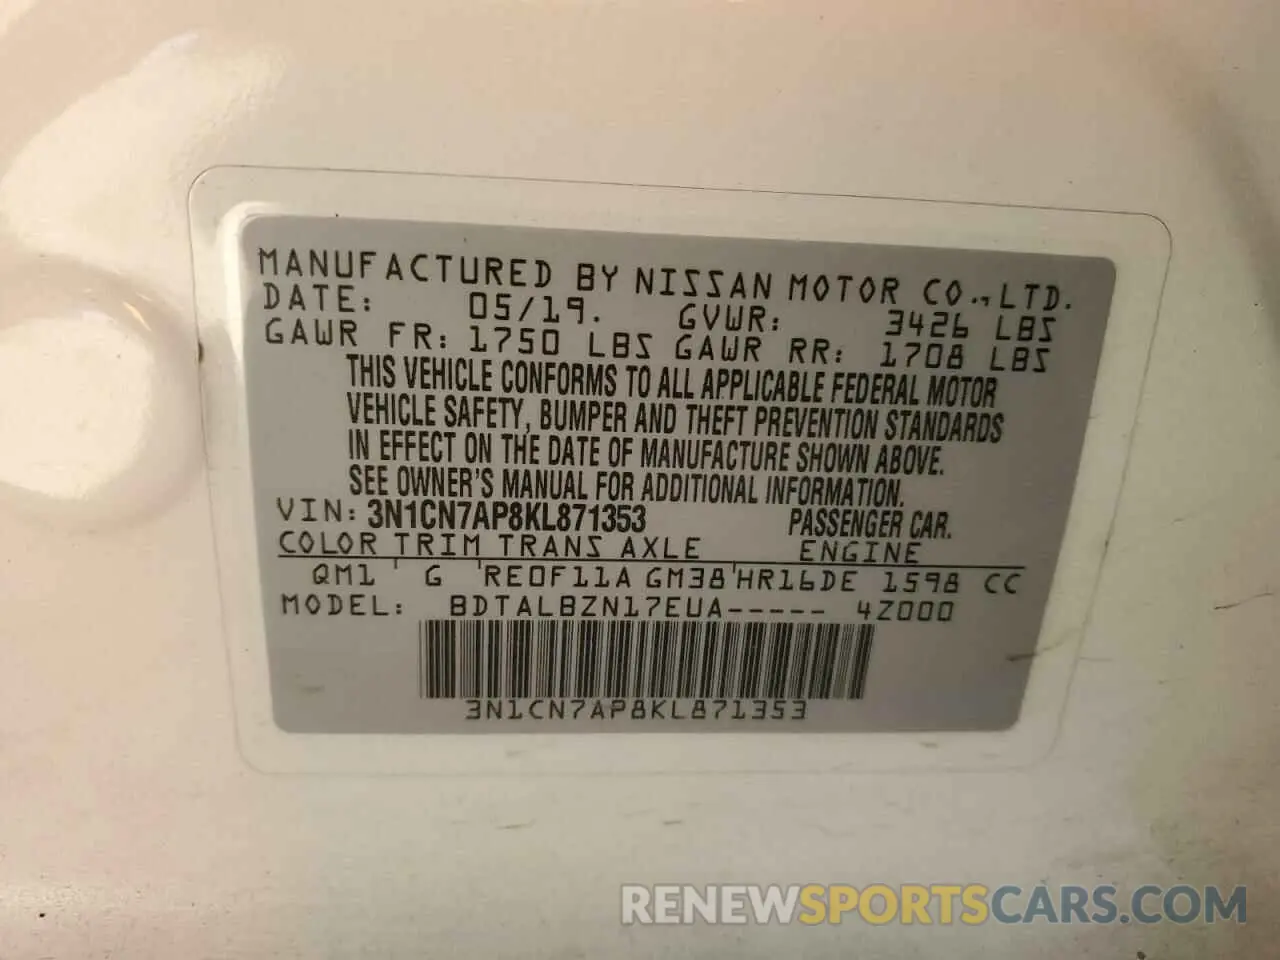 MANUFACTURED BY NISSAN MOTOR CO., LTD.
DATE: 05/19. GVWR: 3426 LBS
GAWR FR: 1750 LBS GAWR RR: 1708 LBS
THIS VEHICLE CONFORMS TO ALL APPLICABLE FEDERAL MOTOR
VEHICLE SAFETY, BUMPER AND THEFT PREVENTION STANDARDS
IN EFFECT ON THE DATE OF MANUFACTURE SHOWN ABOVE.
SEE OWNER'S MANUAL FOR ADDITIONAL INFORMATION.
VIN: 3N1CN7AP8KL871353 PASSENGER CAR.
COLOR TRIM TRANS AXLE ENGINE
QM1 ' G 'RE0F11A GM38'HR16DE 1598 CC
MODEL: BDTALBZN17EUA----- 4Z000
3N1CN7AP8KL871353
RENEWSPORTSCARS.COM